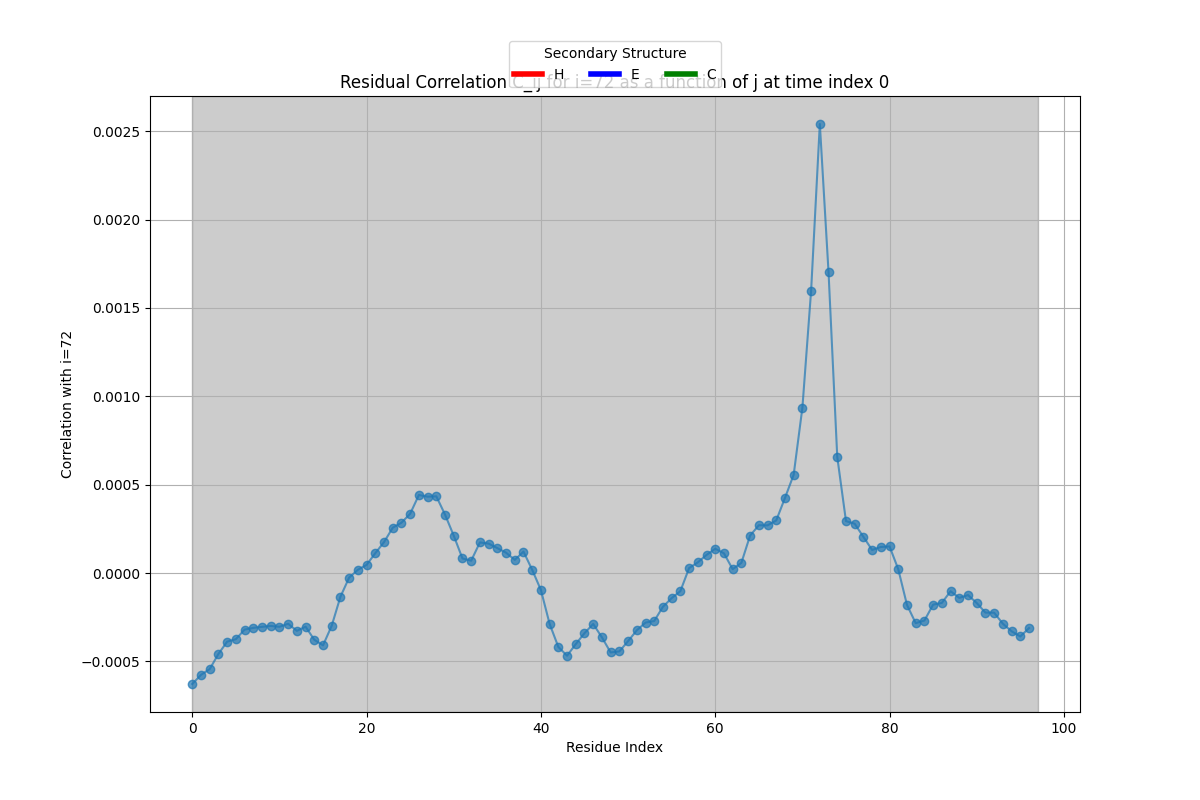 Secondary Structure
H E C
Residual Correlation C_ij for i=72 as a function of j at time index 0
0.0025
0.0020
0.0015
0.0010
0.0005
0.0000
−0.0005
Correlation with i=72
0 20 40 60 80 100
Residue Index